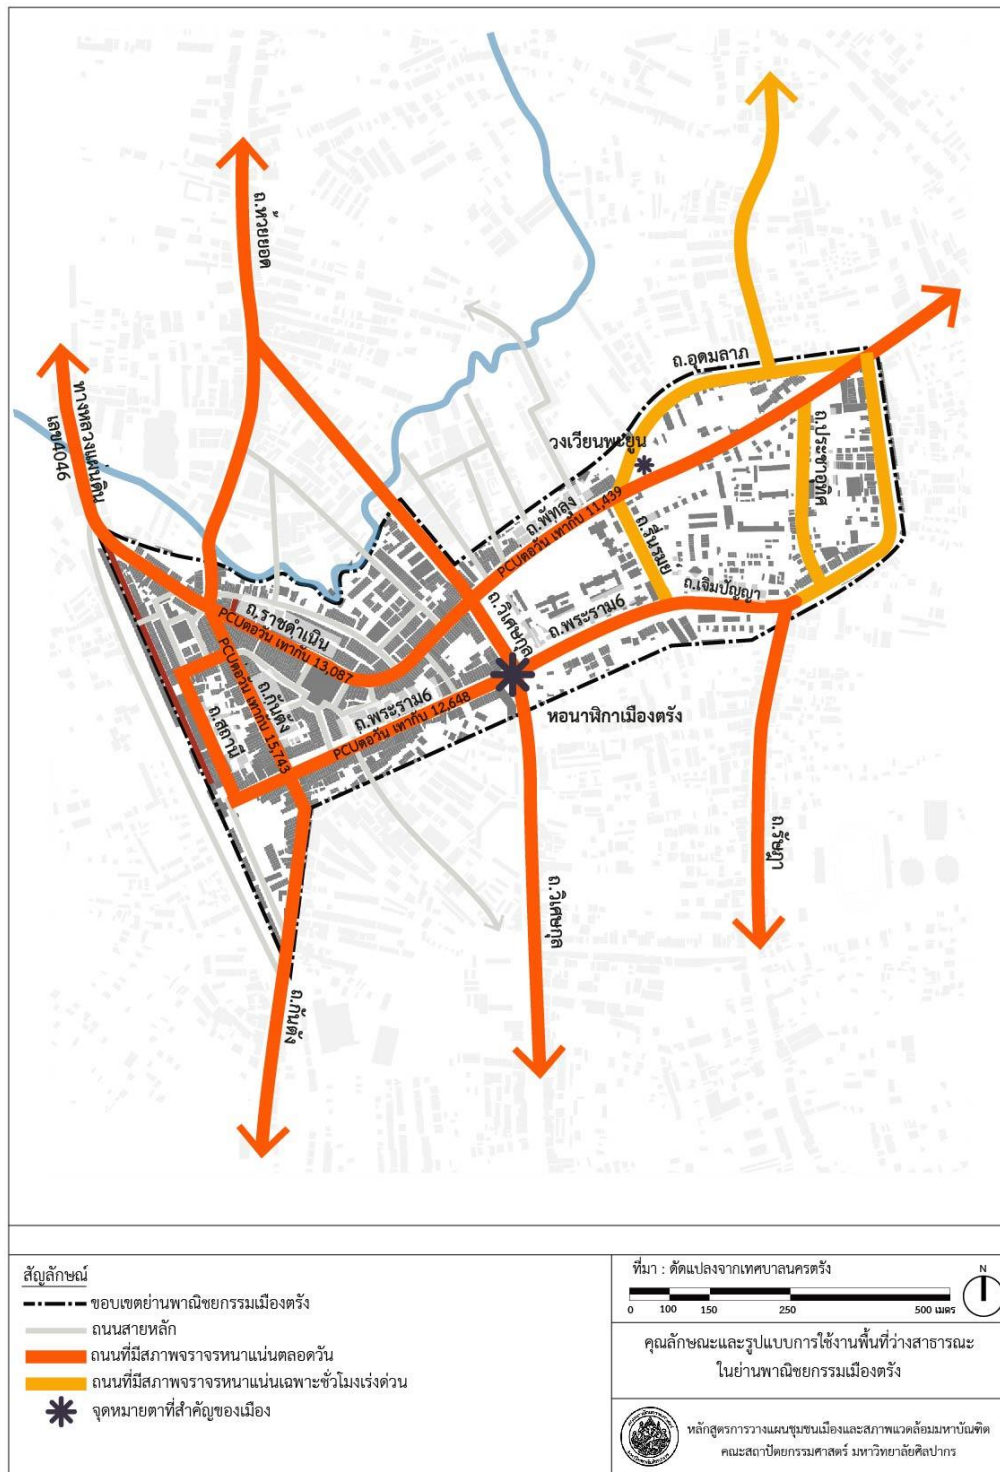 ถ.ห้วยยอด
ทางหลวงแผ่นดิน
เลข4046
ถ.อุดมลาภ
วงเวียนพะยูน
ถ.ประชาอุทิศ
ถ.พัทลุง
PCUต่อวัน เท่ากับ 11,439
ถ.รื่นรมย์
ถ.เจิมปัญญา
ถ.วิเศษกุล
ถ.พระราม6
ถ.ราชดำเนิน
PCUต่อวัน เท่ากับ 13,087
PCUต่อวัน เท่ากับ 15,743
ถ.กันตัง
ถ.สถานี
ถ.พระราม6
PCUต่อวัน เท่ากับ 12,648
หอนาฬิกาเมืองตรัง
ถ.รัษฎา
ถ.วิเศษกุล
ถ.กันตัง
สัญลักษณ์
ขอบเขตย่านพาณิชยกรรมเมืองตรัง
ถนนสายหลัก
ถนนที่มีสภาพจราจรหนาแน่นตลอดวัน
ถนนที่มีสภาพจราจรหนาแน่นเฉพาะชั่วโมงเร่งด่วน
จุดหมายตาที่สำคัญของเมือง
ที่มา : ดัดแปลงจากเทศบาลนครตรัง
N
0 100 150 250 500 เมตร
คุณลักษณะและรูปแบบการใช้งานพื้นที่ว่างสาธารณะ
ในย่านพาณิชยกรรมเมืองตรัง
หลักสูตรการวางแผนชุมชนเมืองและสภาพแวดล้อมมหาบัณฑิต
คณะสถาปัตยกรรมศาสตร์ มหาวิทยาลัยศิลปากร